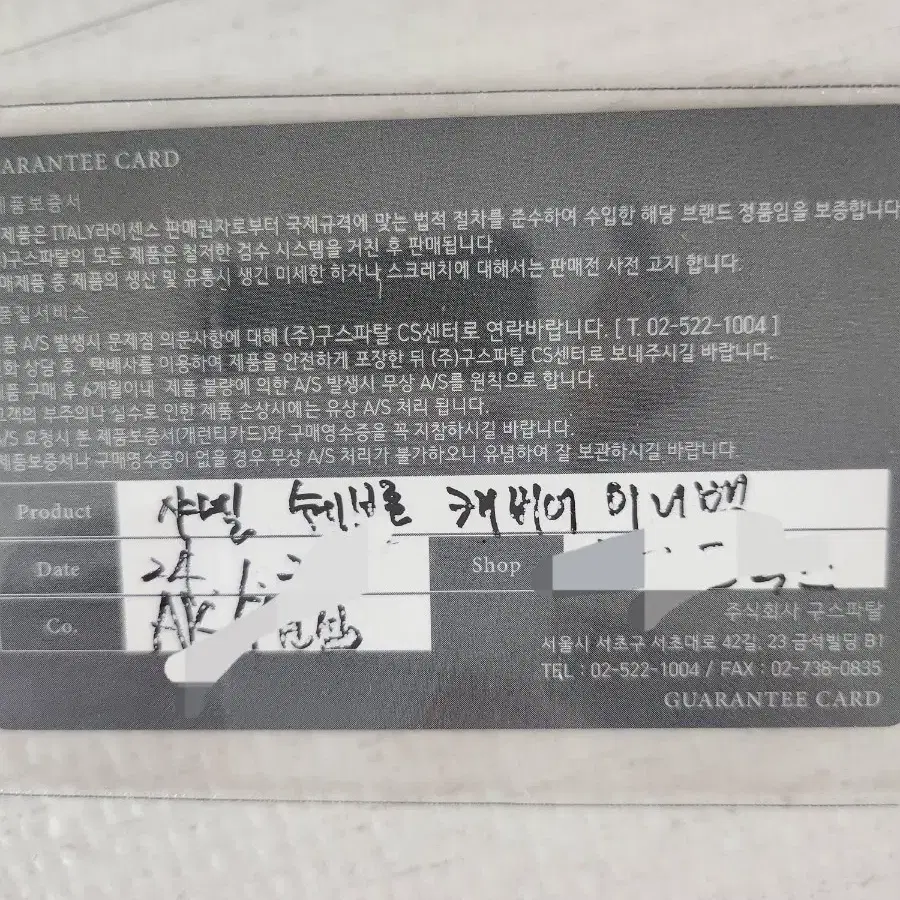 ARANTEE CARD
제품보증서
제품은 ITALY라이센스 판매권자로부터 국제규격에 맞는 법적 절차를 준수하여 수입한 해당 브랜드 정품임을 보증합니다
)구스파탈의 모든 제품은 철저한 검수 시스템을 거친 후 판매됩니다.
매제품 중 제품의 생산 및 유통시 생긴 미세한 하자나 스크레치에 대해서는 판매전 사전 고지 합니다.
품질서비스
품 A/S 발생시 문제점 의문사항에 대해 (주)구스파탈 CS센터로 연락바랍니다. [ T. 02-522-1004 ]
화 상담 후, 택배사를 이용하여 제품을 안전하게 포장한 뒤 (주)구스파탈 CS센터로 보내주시길 바랍니다.
품 구매 후 6개월이내 제품 불량에 의한 A/S 발생시 무상 A/S를 원칙으로 합니다.
고객의 부주의나 실수로 인한 제품 손상시에는 유상 A/S 처리 됩니다.
A/S 요청시 본 제품보증서(개런티카드)와 구매영수증을 꼭 지참하시길 바랍니다.
제품보증서나 구매영수증이 없을 경우 무상 A/S 처리가 불가하오니 유념하여 잘 보관하시길 바랍니다.
Product 샤넬 쉐브론 캐비어 이너백
Date 24. Shop
Co. AK
주식회사 구스파탈
서울시 서초구 서초대로 42길, 23 금석빌딩 B1
TEL : 02-522-1004 / FAX : 02-738-0835
GUARANTEE CARD